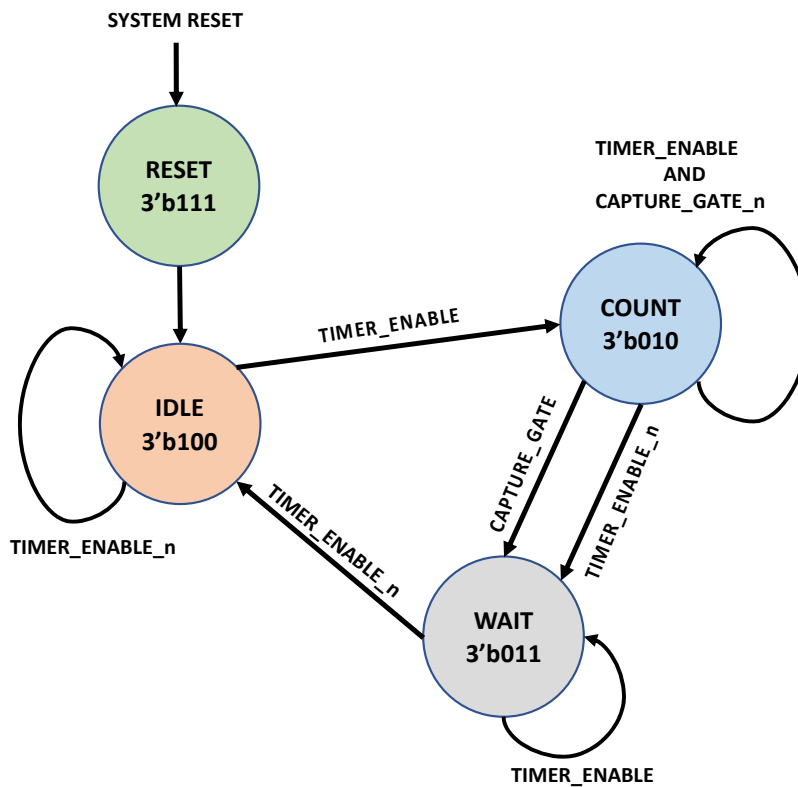 SYSTEM RESET
RESET
3'b111
TIMER_ENABLE
AND
CAPTURE_GATE_n
TIMER_ENABLE
COUNT
3'b010
IDLE
3'b100
CAPTURE_GATE
TIMER_ENABLE_n
TIMER_ENABLE_n
TIMER_ENABLE_n
WAIT
3'b011
TIMER_ENABLE